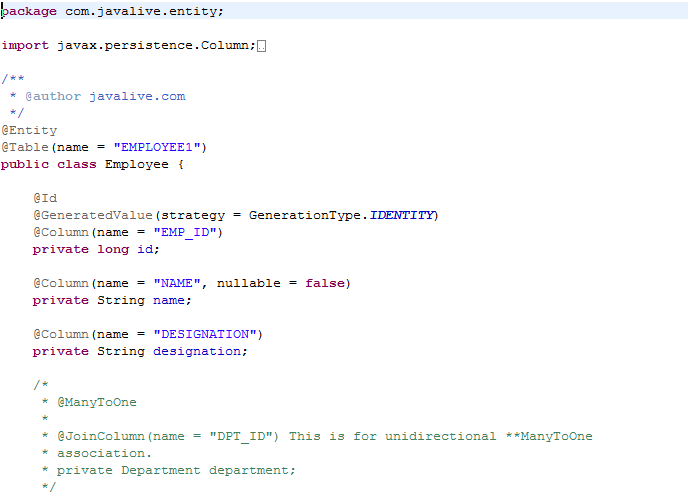 package com.javalive.entity;
import javax.persistence.Column;
/**
* @author javalive.com
*/
@Entity
@Table(name = "EMPLOYEE1")
public class Employee {
@Id
@GeneratedValue(strategy = GenerationType.IDENTITY)
@Column(name = "EMP_ID")
private long id;
@Column(name = "NAME", nullable = false)
private String name;
@Column(name = "DESIGNATION")
private String designation;
/*
* @ManyToOne
*
* @JoinColumn(name = "DPT_ID") This is for unidirectional **ManyToOne
* association.
* private Department department;
*/